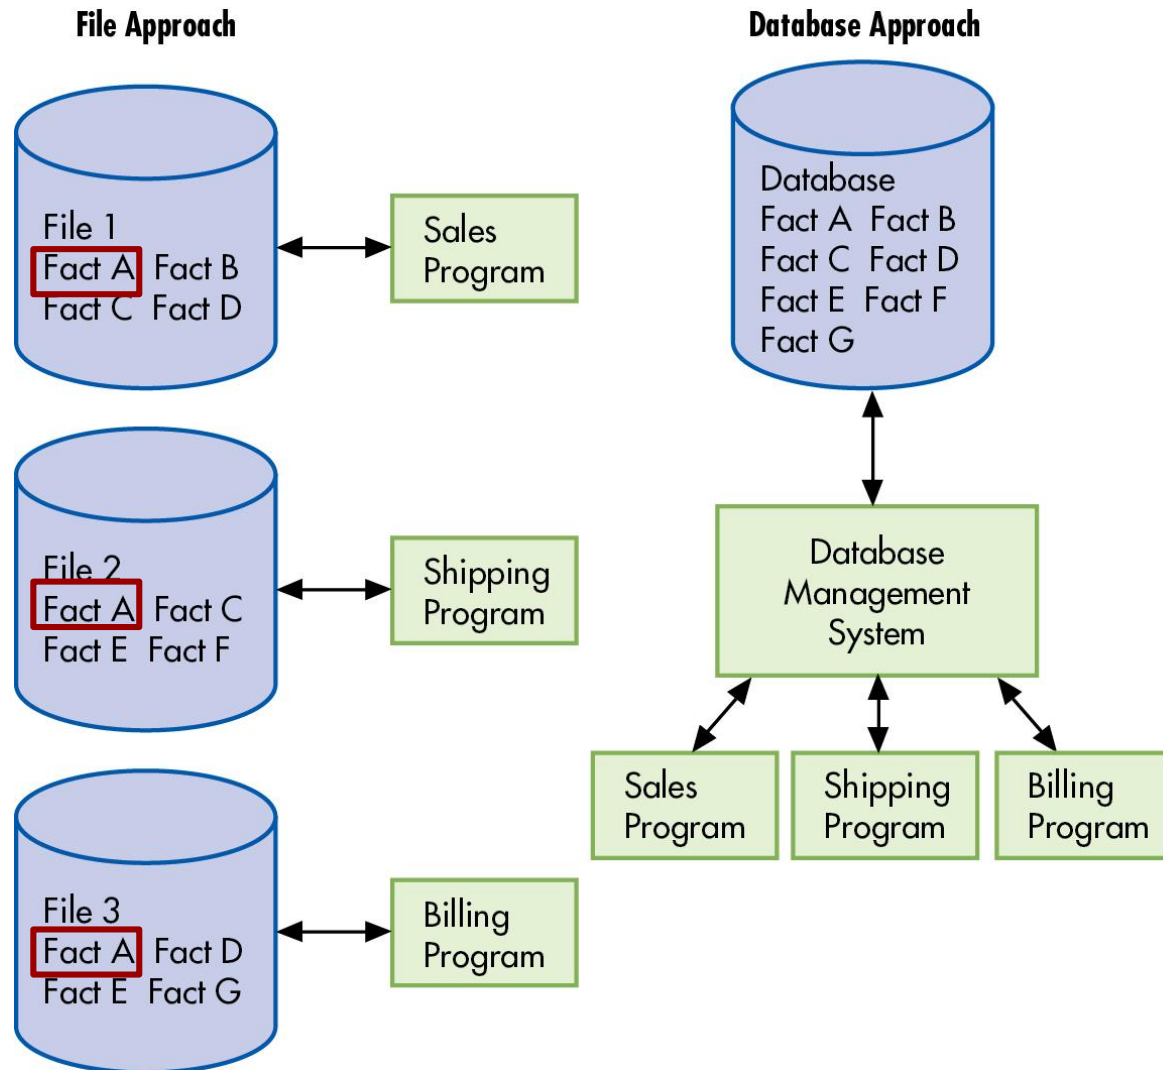 File Approach
File 1
Fact A Fact B
Fact C Fact D
Sales
Program
File 2
Fact A Fact C
Fact E Fact F
Shipping
Program
File 3
Fact A Fact D
Fact E Fact G
Billing
Program
Database Approach
Database
Fact A Fact B
Fact C Fact D
Fact E Fact F
Fact G
Database
Management
System
Sales
Program
Shipping
Program
Billing
Program